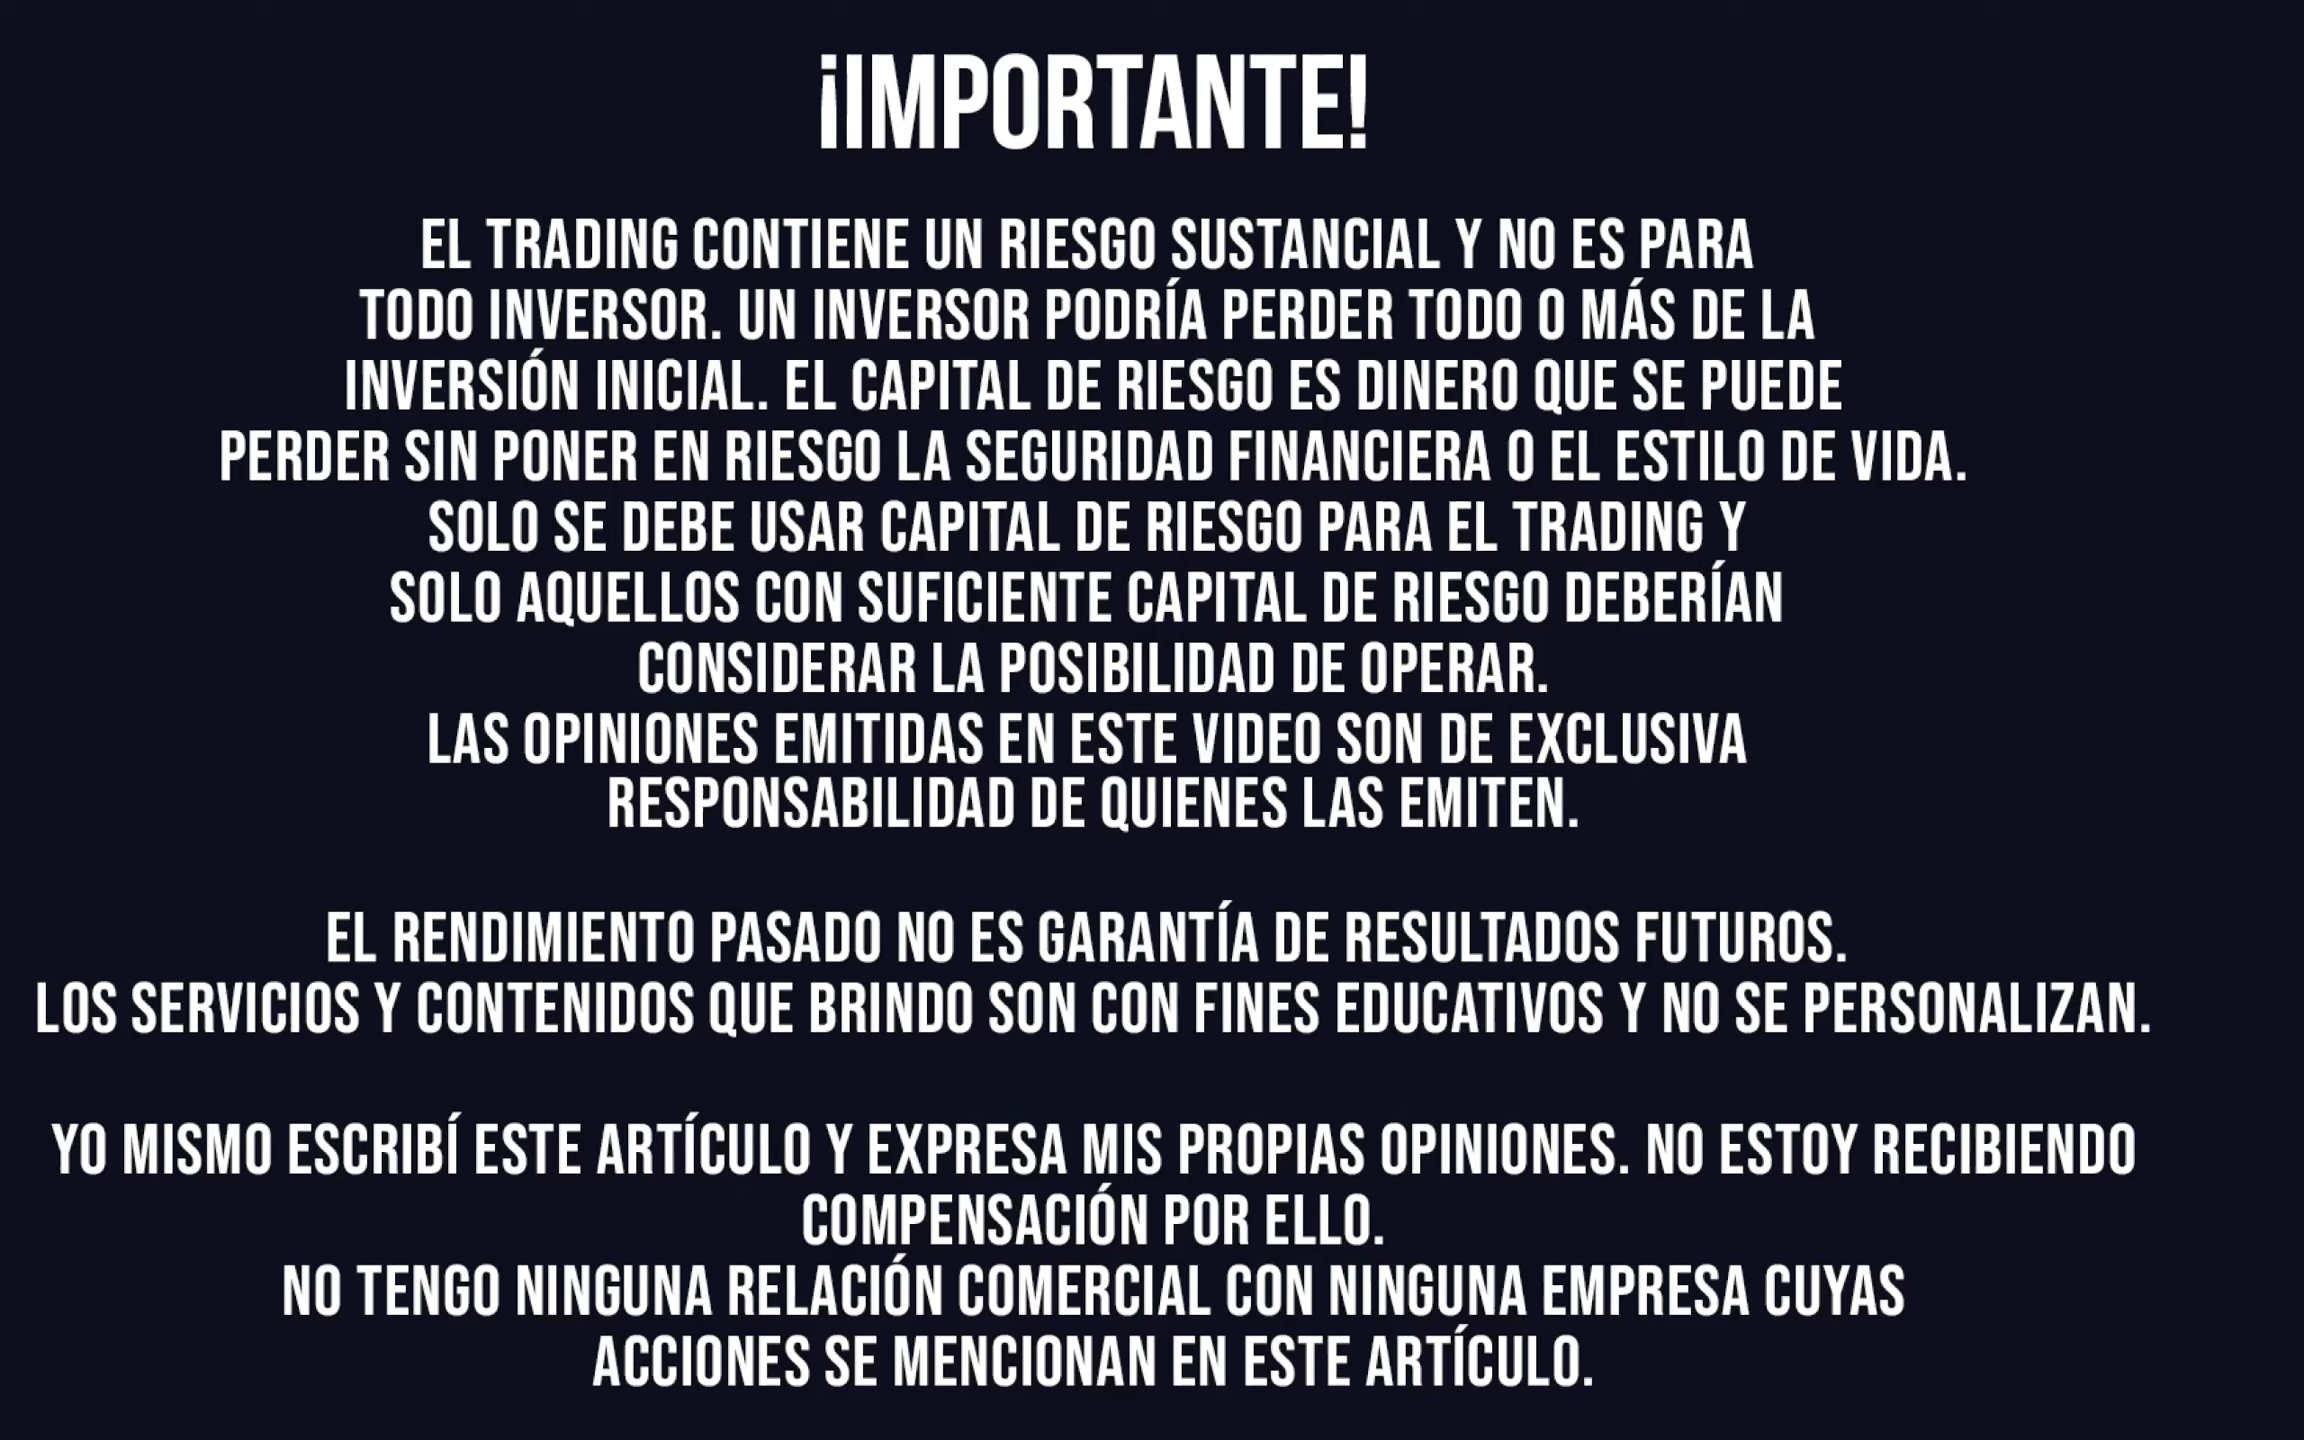 ¡IMPORTANTE!
EL TRADING CONTIENE UN RIESGO SUSTANCIAL Y NO ES PARA
TODO INVERSOR. UN INVERSOR PODRÍA PERDER TODO O MÁS DE LA
INVERSIÓN INICIAL. EL CAPITAL DE RIESGO ES DINERO QUE SE PUEDE
PERDER SIN PONER EN RIESGO LA SEGURIDAD FINANCIERA O EL ESTILO DE VIDA.
SOLO SE DEBE USAR CAPITAL DE RIESGO PARA EL TRADING Y
SOLO AQUELLOS CON SUFICIENTE CAPITAL DE RIESGO DEBERÍAN
CONSIDERAR LA POSIBILIDAD DE OPERAR.
LAS OPINIONES EMITIDAS EN ESTE VIDEO SON DE EXCLUSIVA
RESPONSABILIDAD DE QUIENES LAS EMITEN.
EL RENDIMIENTO PASADO NO ES GARANTÍA DE RESULTADOS FUTUROS.
LOS SERVICIOS Y CONTENIDOS QUE BRINDO SON CON FINES EDUCATIVOS Y NO SE PERSONALIZAN.
YO MISMO ESCRIBÍ ESTE ARTÍCULO Y EXPRESA MIS PROPIAS OPINIONES. NO ESTOY RECIBIENDO
COMPENSACIÓN POR ELLO.
NO TENGO NINGUNA RELACIÓN COMERCIAL CON NINGUNA EMPRESA CUYAS
ACCIONES SE MENCIONAN EN ESTE ARTÍCULO.